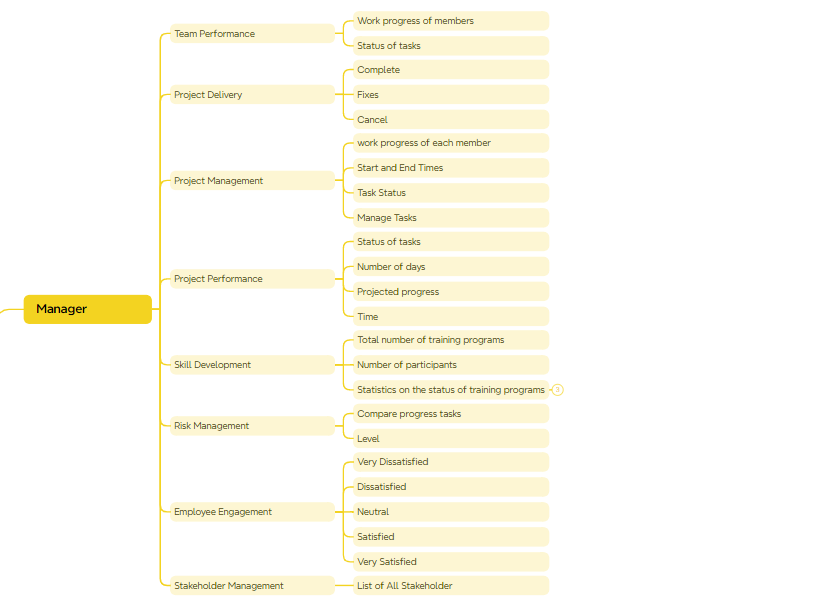 Manager
Team Performance
Work progress of members
Status of tasks
Project Delivery
Complete
Fixes
Cancel
Project Management
work progress of each member
Start and End Times
Task Status
Manage Tasks
Project Performance
Status of tasks
Number of days
Projected progress
Time
Skill Development
Total number of training programs
Number of participants
Statistics on the status of training programs
3
Risk Management
Compare progress tasks
Level
Employee Engagement
Very Dissatisfied
Dissatisfied
Neutral
Satisfied
Very Satisfied
Stakeholder Management
List of All Stakeholder